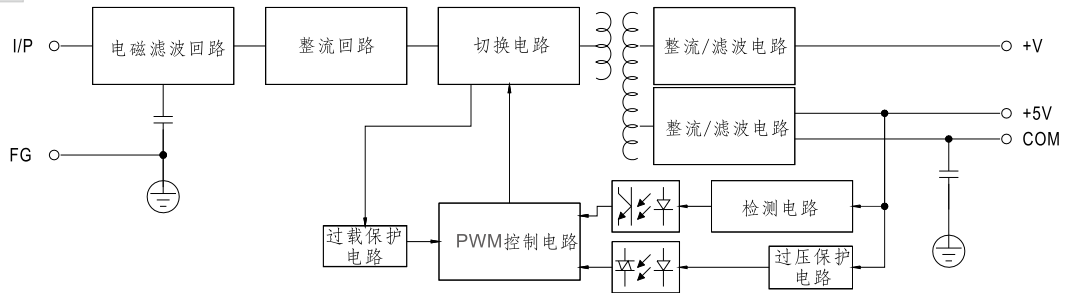 I/P
电磁滤波回路
整流回路
切换电路
整流/滤波电路
+V
整流/滤波电路
+5V
COM
FG
检测电路
过载保护
电路
PWM控制电路
过压保护
电路